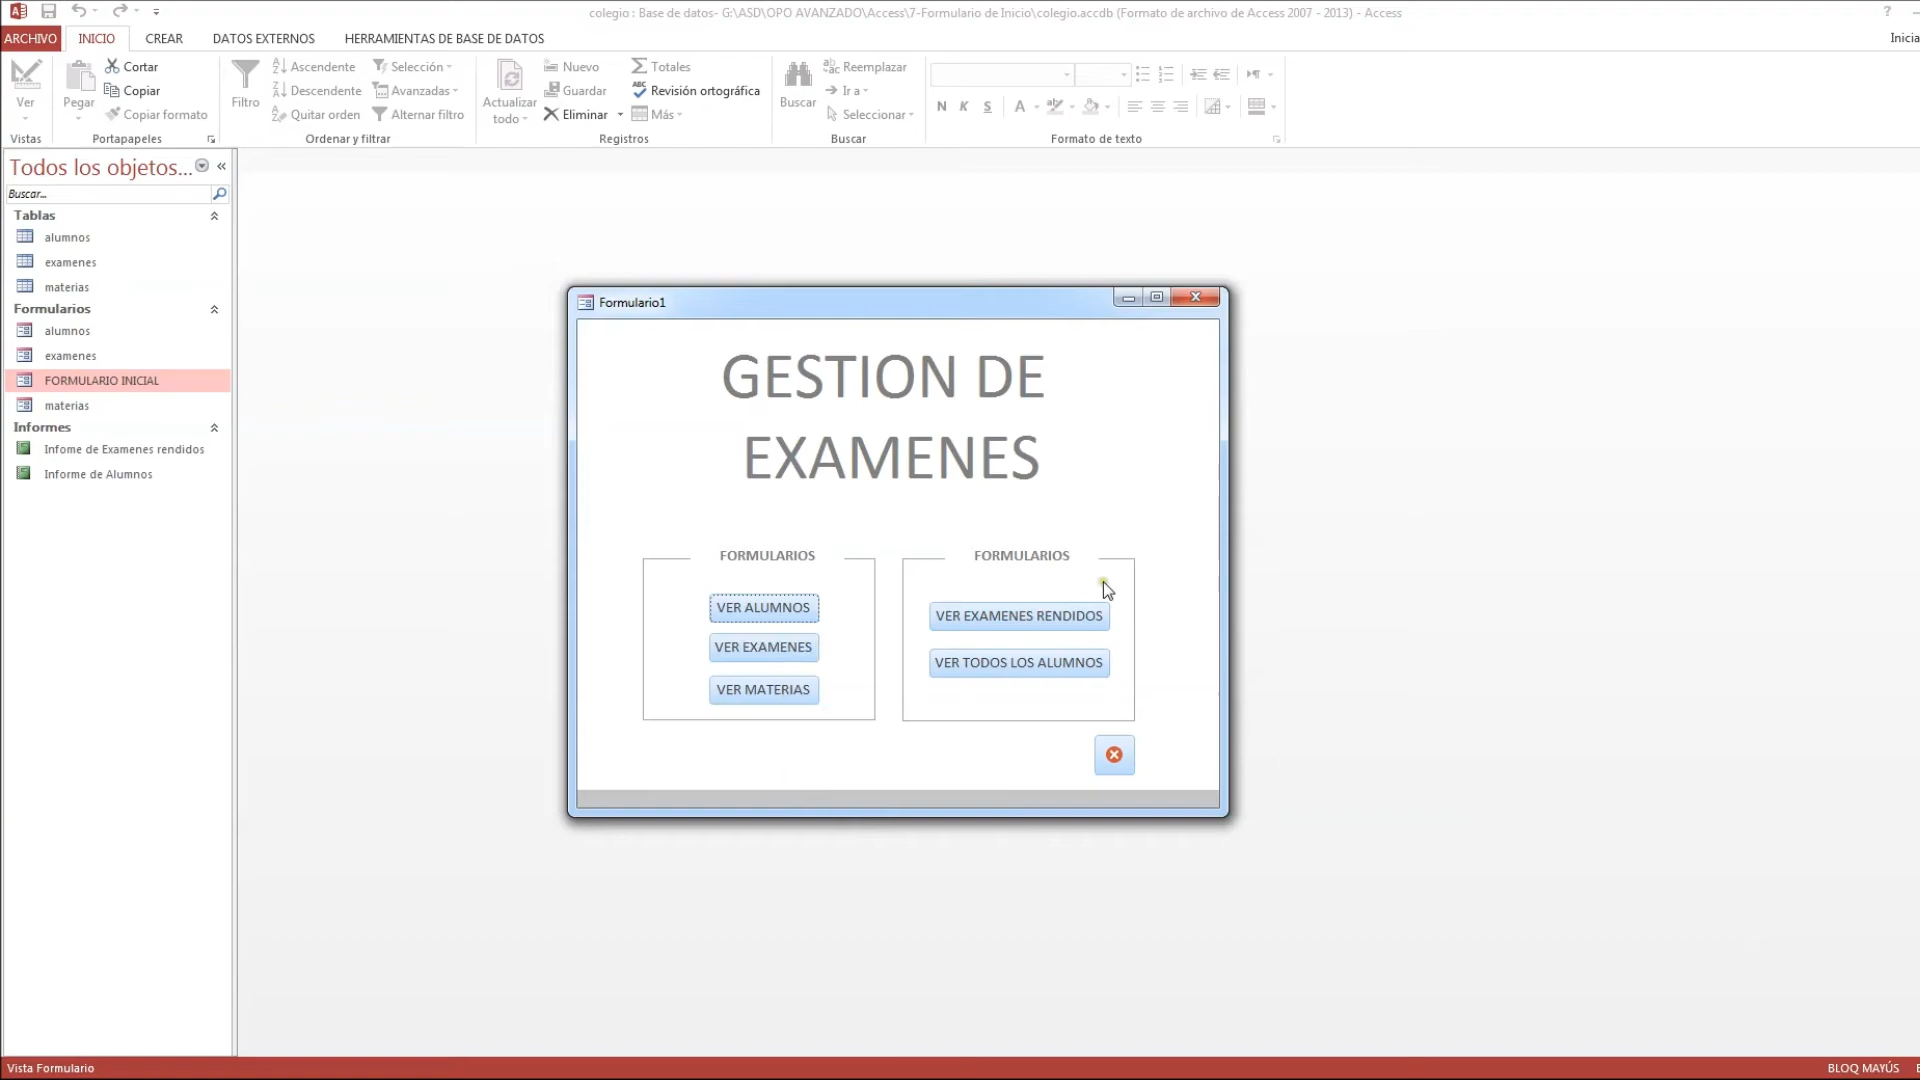 colegio : Base de datos- G:\ASD\OPO AVANZADO\Access\7-Formulario de Inicio\colegio.accdb (Formato de archivo de Access 2007 - 2013) - Access
ARCHIVO INICIO CREAR DATOS EXTERNOS HERRAMIENTAS DE BASE DE DATOS Inicia
Ver
Vistas
Pegar
Cortar
Copiar
Copiar formato
Portapapeles
Filtro
Ascendente
Descendente
Quitar orden
Selección
Avanzadas
Alternar filtro
Ordenar y filtrar
Actualizar
todo
Nuevo
Guardar
Eliminar
Totales
Revisión ortográfica
Más
Registros
Buscar
Reemplazar
Ir a
Seleccionar
Buscar
N K S A
Formato de texto
Todos los objetos...
Buscar...
Tablas
alumnos
examenes
materias
Formularios
alumnos
examenes
FORMULARIO INICIAL
materias
Informes
Infome de Examenes rendidos
Informe de Alumnos
Formulario1
GESTION DE
EXAMENES
FORMULARIOS
VER ALUMNOS
VER EXAMENES
VER MATERIAS
FORMULARIOS
VER EXAMENES RENDIDOS
VER TODOS LOS ALUMNOS
Vista Formulario
BLOQ MAYÚS